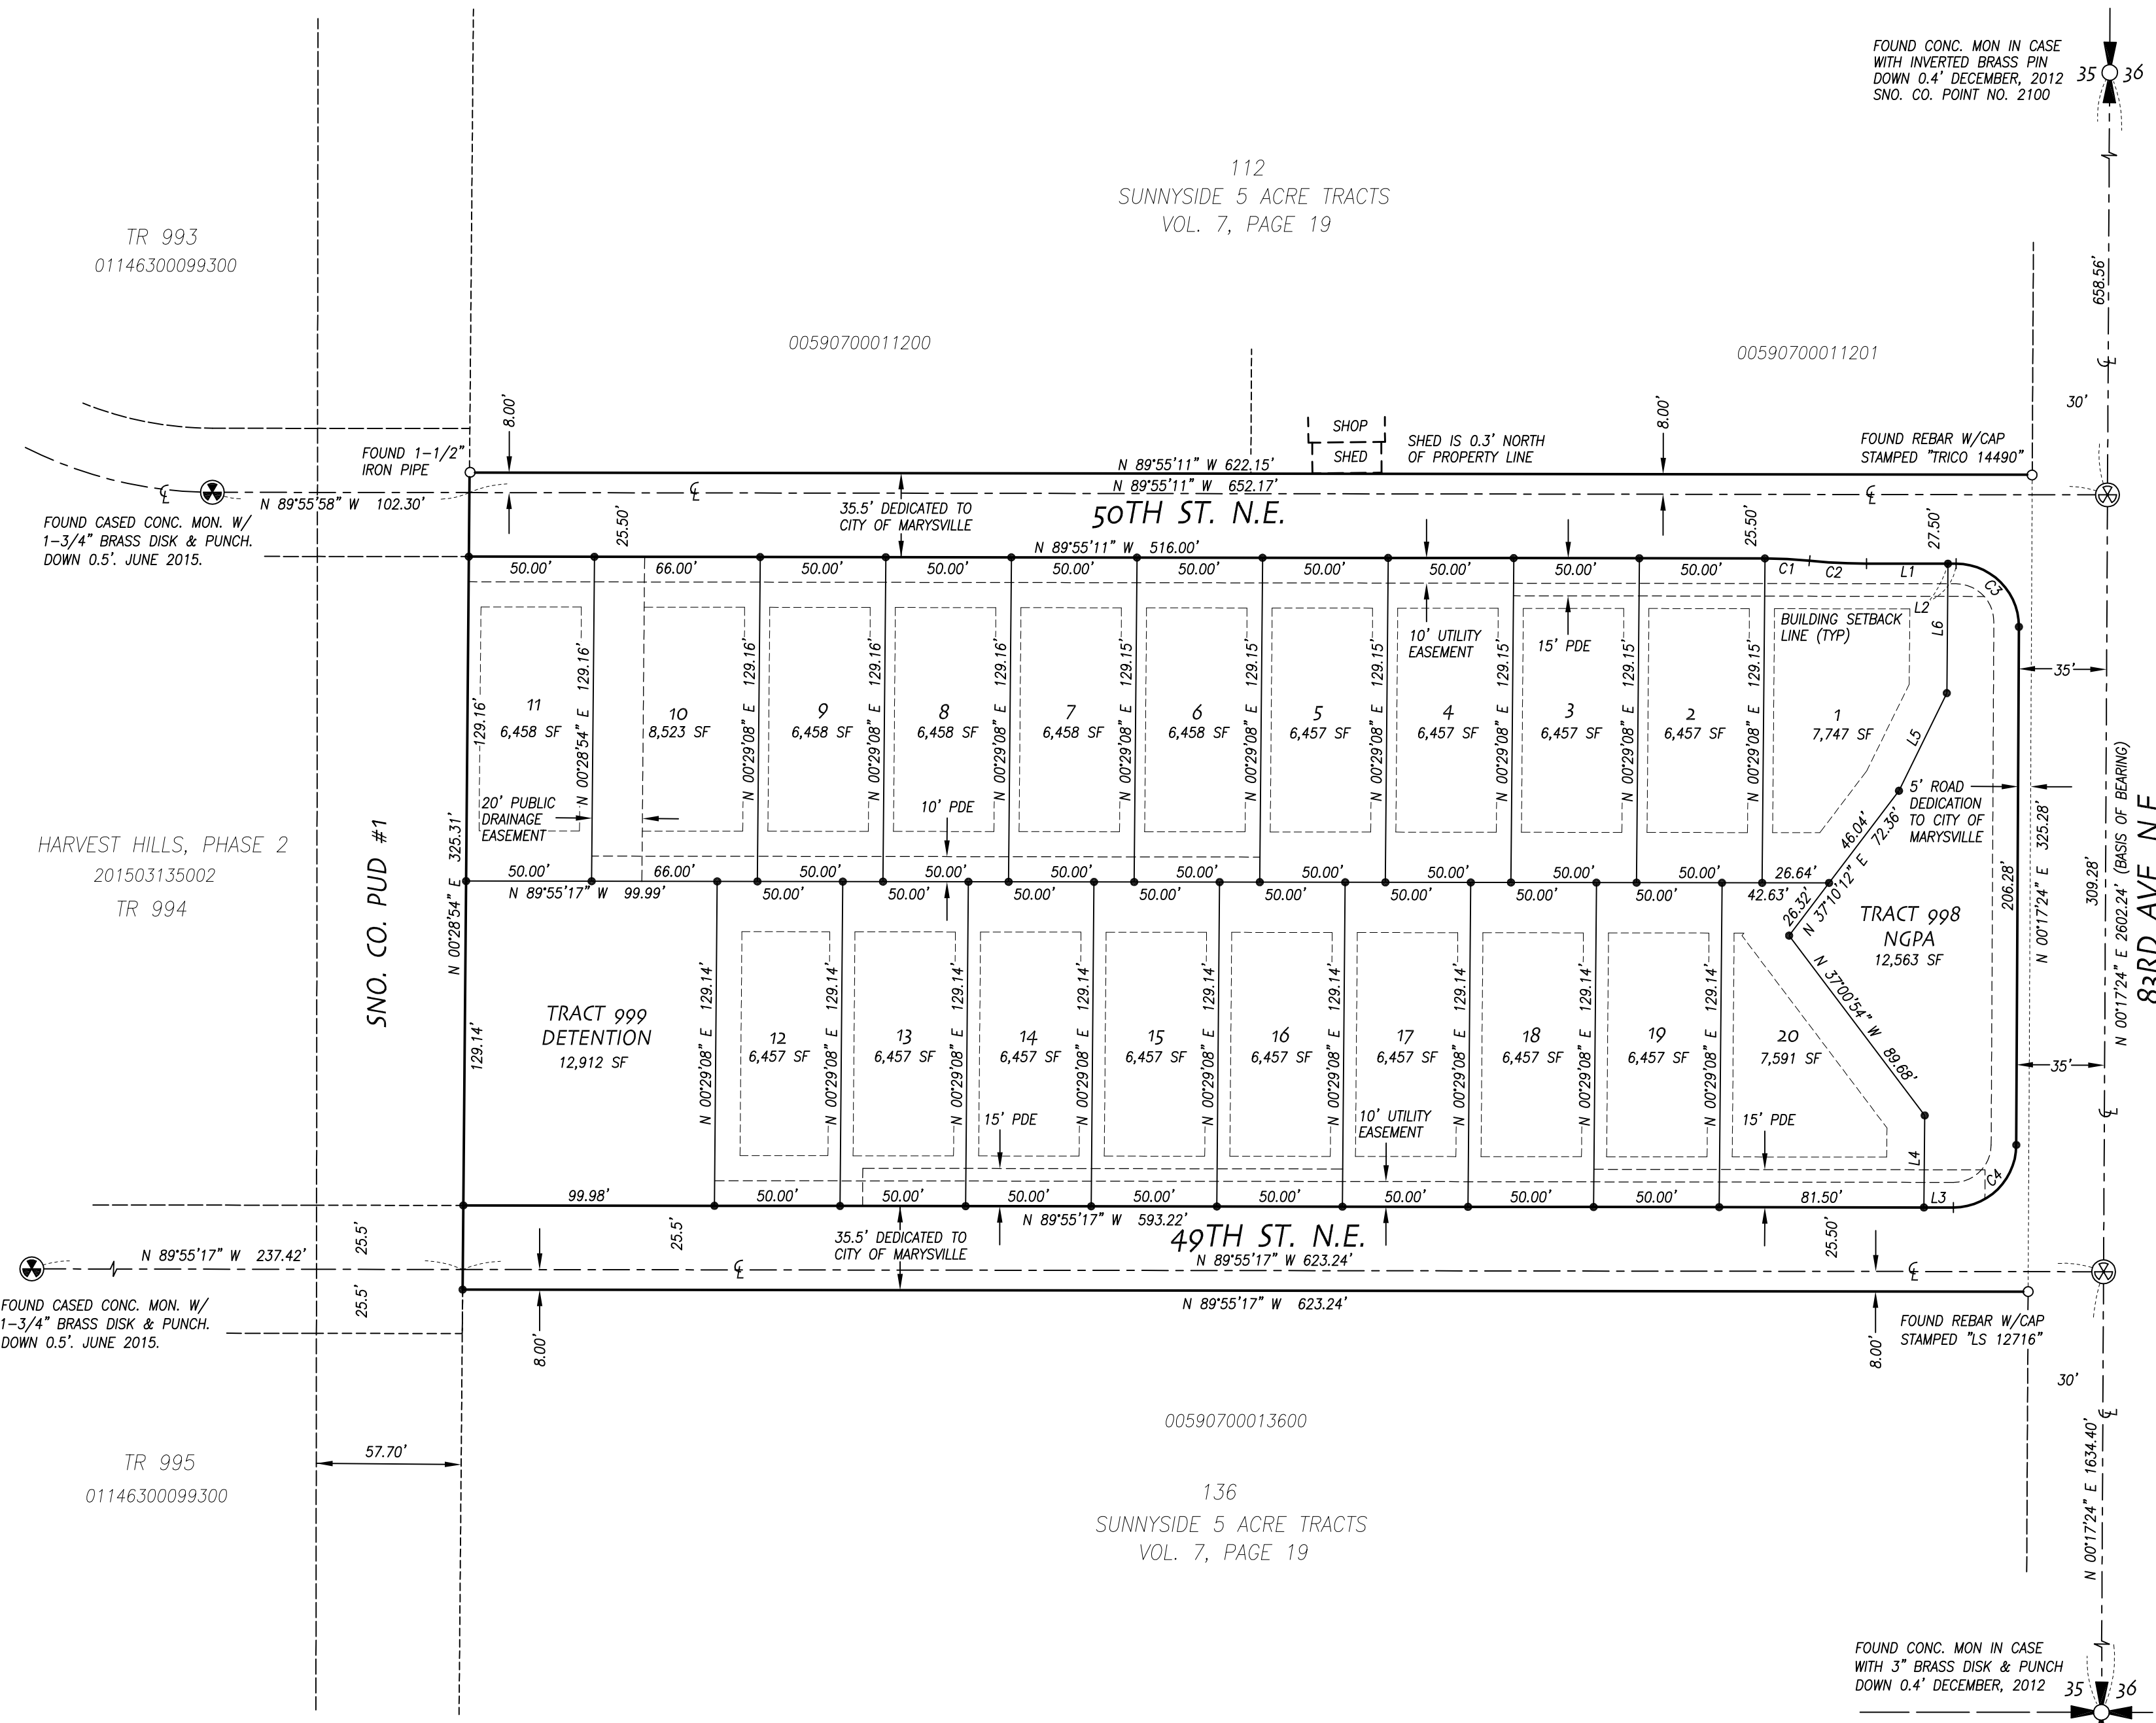 FOUND CONC. MON IN CASE
WITH INVERTED BRASS PIN
DOWN 0.4' DECEMBER, 2012
SNO. CO. POINT NO. 2100
35
36
658.56'
112
SUNNYSIDE 5 ACRE TRACTS
VOL. 7, PAGE 19
TR 993
01146300099300
00590700011200
00590700011201
30'
8.00'
8.00'
SHOP
SHED
SHED IS 0.3' NORTH
OF PROPERTY LINE
FOUND REBAR W/CAP
STAMPED "TRICO 14490"
FOUND 1-1/2"
IRON PIPE
N 89°55'11" W 622.15'
N 89°55'11" W 652.17'
N 89°55'58" W 102.30'
FOUND CASED CONC. MON. W/
1-3/4" BRASS DISK & PUNCH.
DOWN 0.5'. JUNE 2015.
25.50'
35.5' DEDICATED TO
CITY OF MARYSVILLE
50TH ST. N.E.
25.50'
27.50'
N 89°55'11" W 516.00'
50.00'
66.00'
50.00'
50.00'
50.00'
50.00'
50.00'
50.00'
50.00'
50.00'
C1
C2
L1
C3
L2
L6
10' UTILITY
EASEMENT
15' PDE
BUILDING SETBACK
LINE (TYP)
35'
129.16'
11
6,458 SF
N 00°28'54" E 129.16'
10
8,523 SF
N 00°29'08" E 129.16'
9
6,458 SF
N 00°29'08" E 129.16'
8
6,458 SF
N 00°29'08" E 129.16'
7
6,458 SF
N 00°29'08" E 129.15'
6
6,458 SF
N 00°29'08" E 129.15'
5
6,457 SF
N 00°29'08" E 129.15'
4
6,457 SF
N 00°29'08" E 129.15'
3
6,457 SF
N 00°29'08" E 129.15'
2
6,457 SF
N 00°29'08" E 129.15'
1
7,747 SF
L5
20' PUBLIC
DRAINAGE
EASEMENT
10' PDE
5' ROAD
DEDICATION
TO CITY OF
MARYSVILLE
46.04'
72.36'
N 37°10'12" E
26.32'
HARVEST HILLS, PHASE 2
201503135002
TR 994
SNO. CO. PUD #1
N 00°28'54" E 325.31'
50.00'
66.00'
50.00'
50.00'
50.00'
50.00'
50.00'
50.00'
50.00'
50.00'
26.64'
N 89°55'17" W 99.99'
50.00'
50.00'
50.00'
50.00'
50.00'
50.00'
50.00'
50.00'
42.63'
TRACT 998
NGPA
12,563 SF
206.28'
N 00°17'24" E 325.28'
309.28'
N 00°17'24" E 2602.24' (BASIS OF BEARING)
83RD AVE N.E.
N 37°00'54" W 89.68'
129.14'
TRACT 999
DETENTION
12,912 SF
N 00°29'08" E 129.14'
12
6,457 SF
N 00°29'08" E 129.14'
13
6,457 SF
N 00°29'08" E 129.14'
14
6,457 SF
N 00°29'08" E 129.14'
15
6,457 SF
N 00°29'08" E 129.14'
16
6,457 SF
N 00°29'08" E 129.14'
17
6,457 SF
N 00°29'08" E 129.14'
18
6,457 SF
N 00°29'08" E 129.14'
19
6,457 SF
N 00°29'08" E 129.14'
20
7,591 SF
35'
15' PDE
10' UTILITY
EASEMENT
15' PDE
L4
C4
99.98'
50.00'
50.00'
50.00'
50.00'
50.00'
50.00'
50.00'
50.00'
81.50'
L3
N 89°55'17" W 593.22'
25.5'
25.5'
25.5'
35.5' DEDICATED TO
CITY OF MARYSVILLE
49TH ST. N.E.
N 89°55'17" W 623.24'
25.50'
N 89°55'17" W 237.42'
N 89°55'17" W 623.24'
FOUND CASED CONC. MON. W/
1-3/4" BRASS DISK & PUNCH.
DOWN 0.5'. JUNE 2015.
8.00'
8.00'
FOUND REBAR W/CAP
STAMPED "LS 12716"
30'
00590700013600
TR 995
01146300099300
57.70'
136
SUNNYSIDE 5 ACRE TRACTS
VOL. 7, PAGE 19
N 00°17'24" E 1634.40'
FOUND CONC. MON IN CASE
WITH 3" BRASS DISK & PUNCH
DOWN 0.4' DECEMBER, 2012
35
36